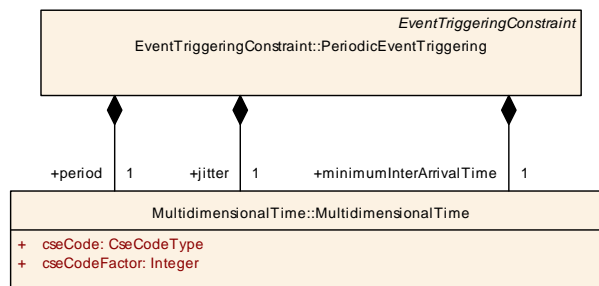 EventTriggeringConstraint
EventTriggeringConstraint::PeriodicEventTriggering
+period 1 +jitter 1 +minimumInterArrivalTime 1
MultidimensionalTime::MultidimensionalTime
+ cseCode: CseCodeType
+ cseCodeFactor: Integer